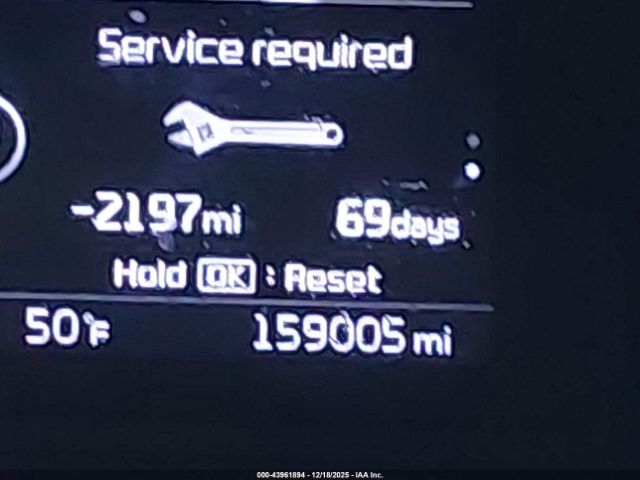 Service required
-2197mi 69days
Hold OK : Reset
50°F 159005 mi
000-43961894 - 12/18/2025 - IAA Inc.